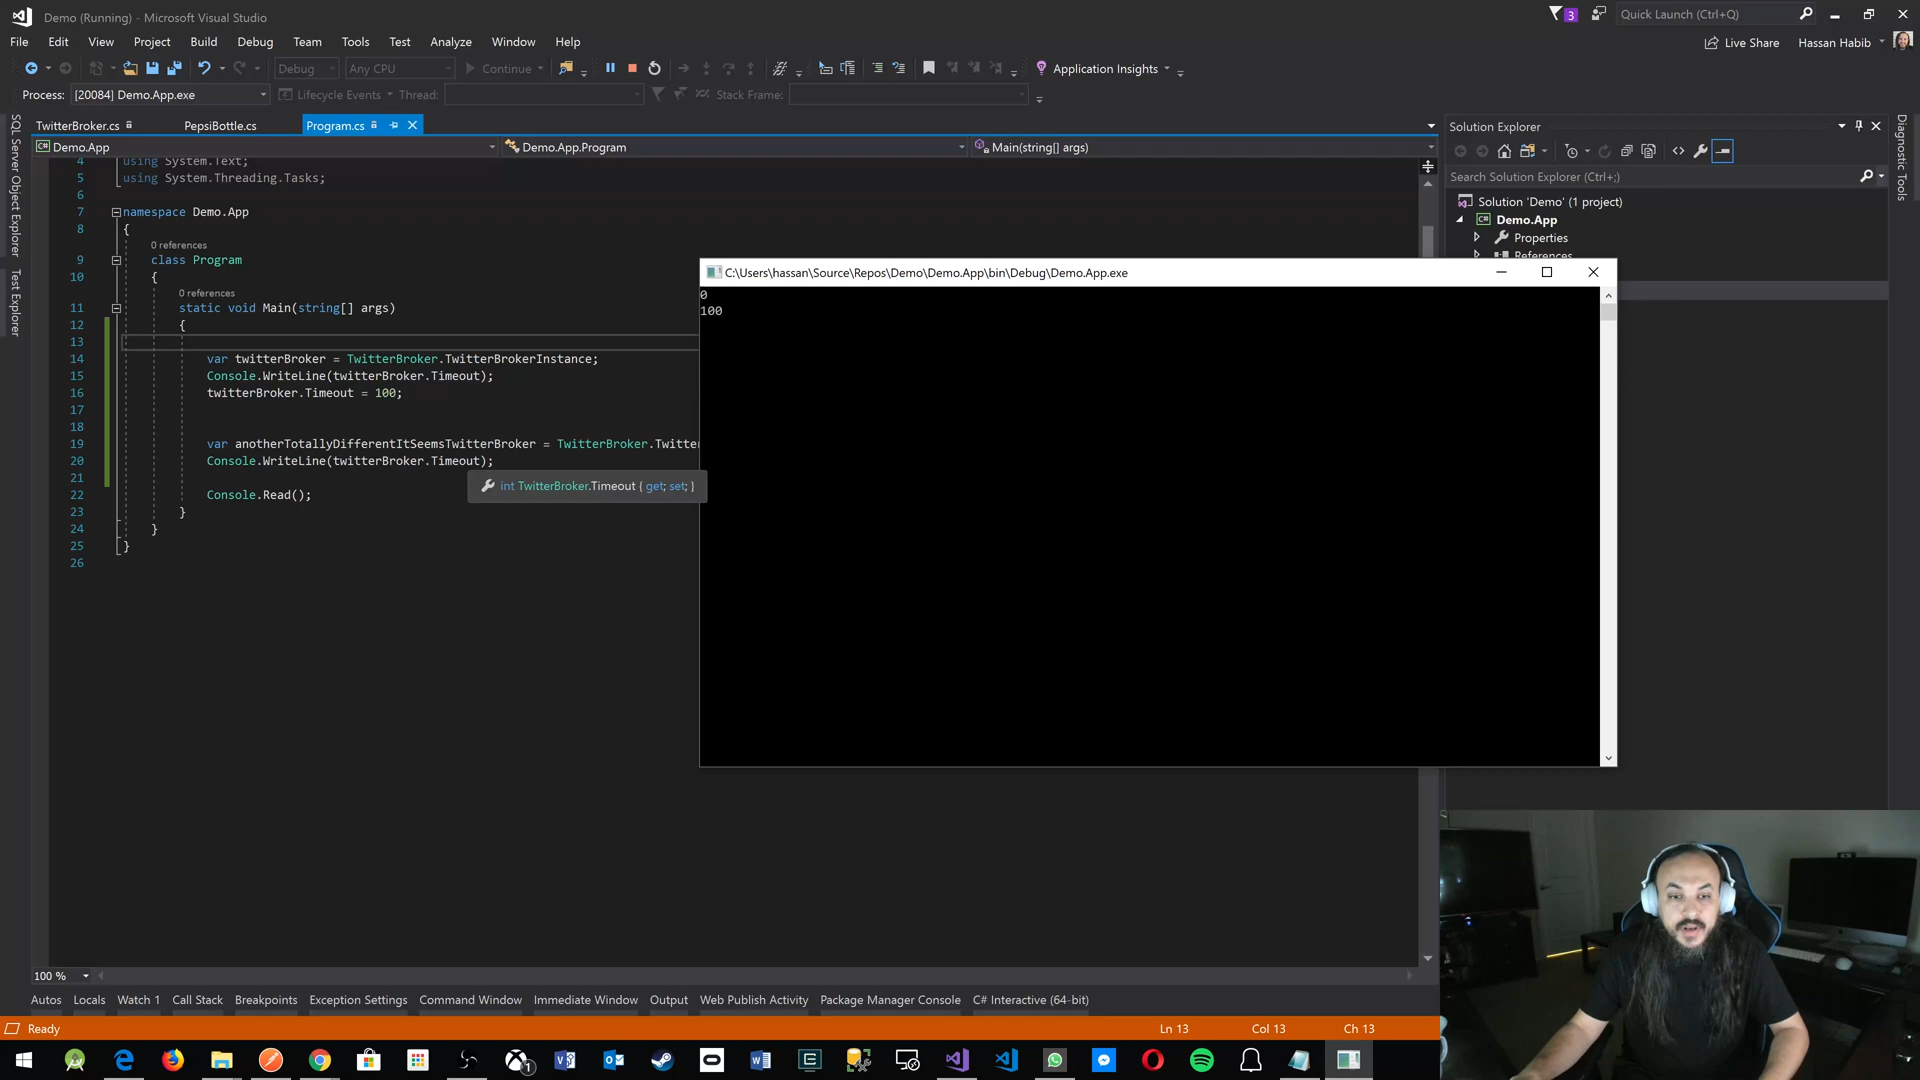 Demo (Running) - Microsoft Visual Studio
3
Quick Launch (Ctrl+Q)
File Edit View Project Build Debug Team Tools Test Analyze Window Help
Live Share
Hassan Habib
Debug
Any CPU
Continue
Application Insights
Process: [20084] Demo.App.exe
Lifecycle Events
Thread:
Stack Frame:
SQL Server Object Explorer
Test Explorer
TwitterBroker.cs
PepsiBottle.cs
Program.cs
Demo.App
Demo.App.Program
Main(string[] args)
4 using System.Text;
5 using System.Threading.Tasks;
6
7 namespace Demo.App
8 {
0 references
9 class Program
10 {
0 references
11 static void Main(string[] args)
12 {
13
14 var twitterBroker = TwitterBroker.TwitterBrokerInstance;
15 Console.WriteLine(twitterBroker.Timeout);
16 twitterBroker.Timeout = 100;
17
18
19 var anotherTotallyDifferentItSeemsTwitterBroker = TwitterBroker.Twitter
20 Console.WriteLine(twitterBroker.Timeout);
21
int TwitterBroker.Timeout { get; set; }
22 Console.Read();
23 }
24 }
25 }
26
C:\Users\hassan\Source\Repos\Demo\Demo.App\bin\Debug\Demo.App.exe
0
100
Solution Explorer
Search Solution Explorer (Ctrl+;)
Solution 'Demo' (1 project)
Demo.App
Properties
References
Diagnostic Tools
100 %
Autos Locals Watch 1 Call Stack Breakpoints Exception Settings Command Window Immediate Window Output Web Publish Activity Package Manager Console C# Interactive (64-bit)
Ready
Ln 13
Col 13
Ch 13
1